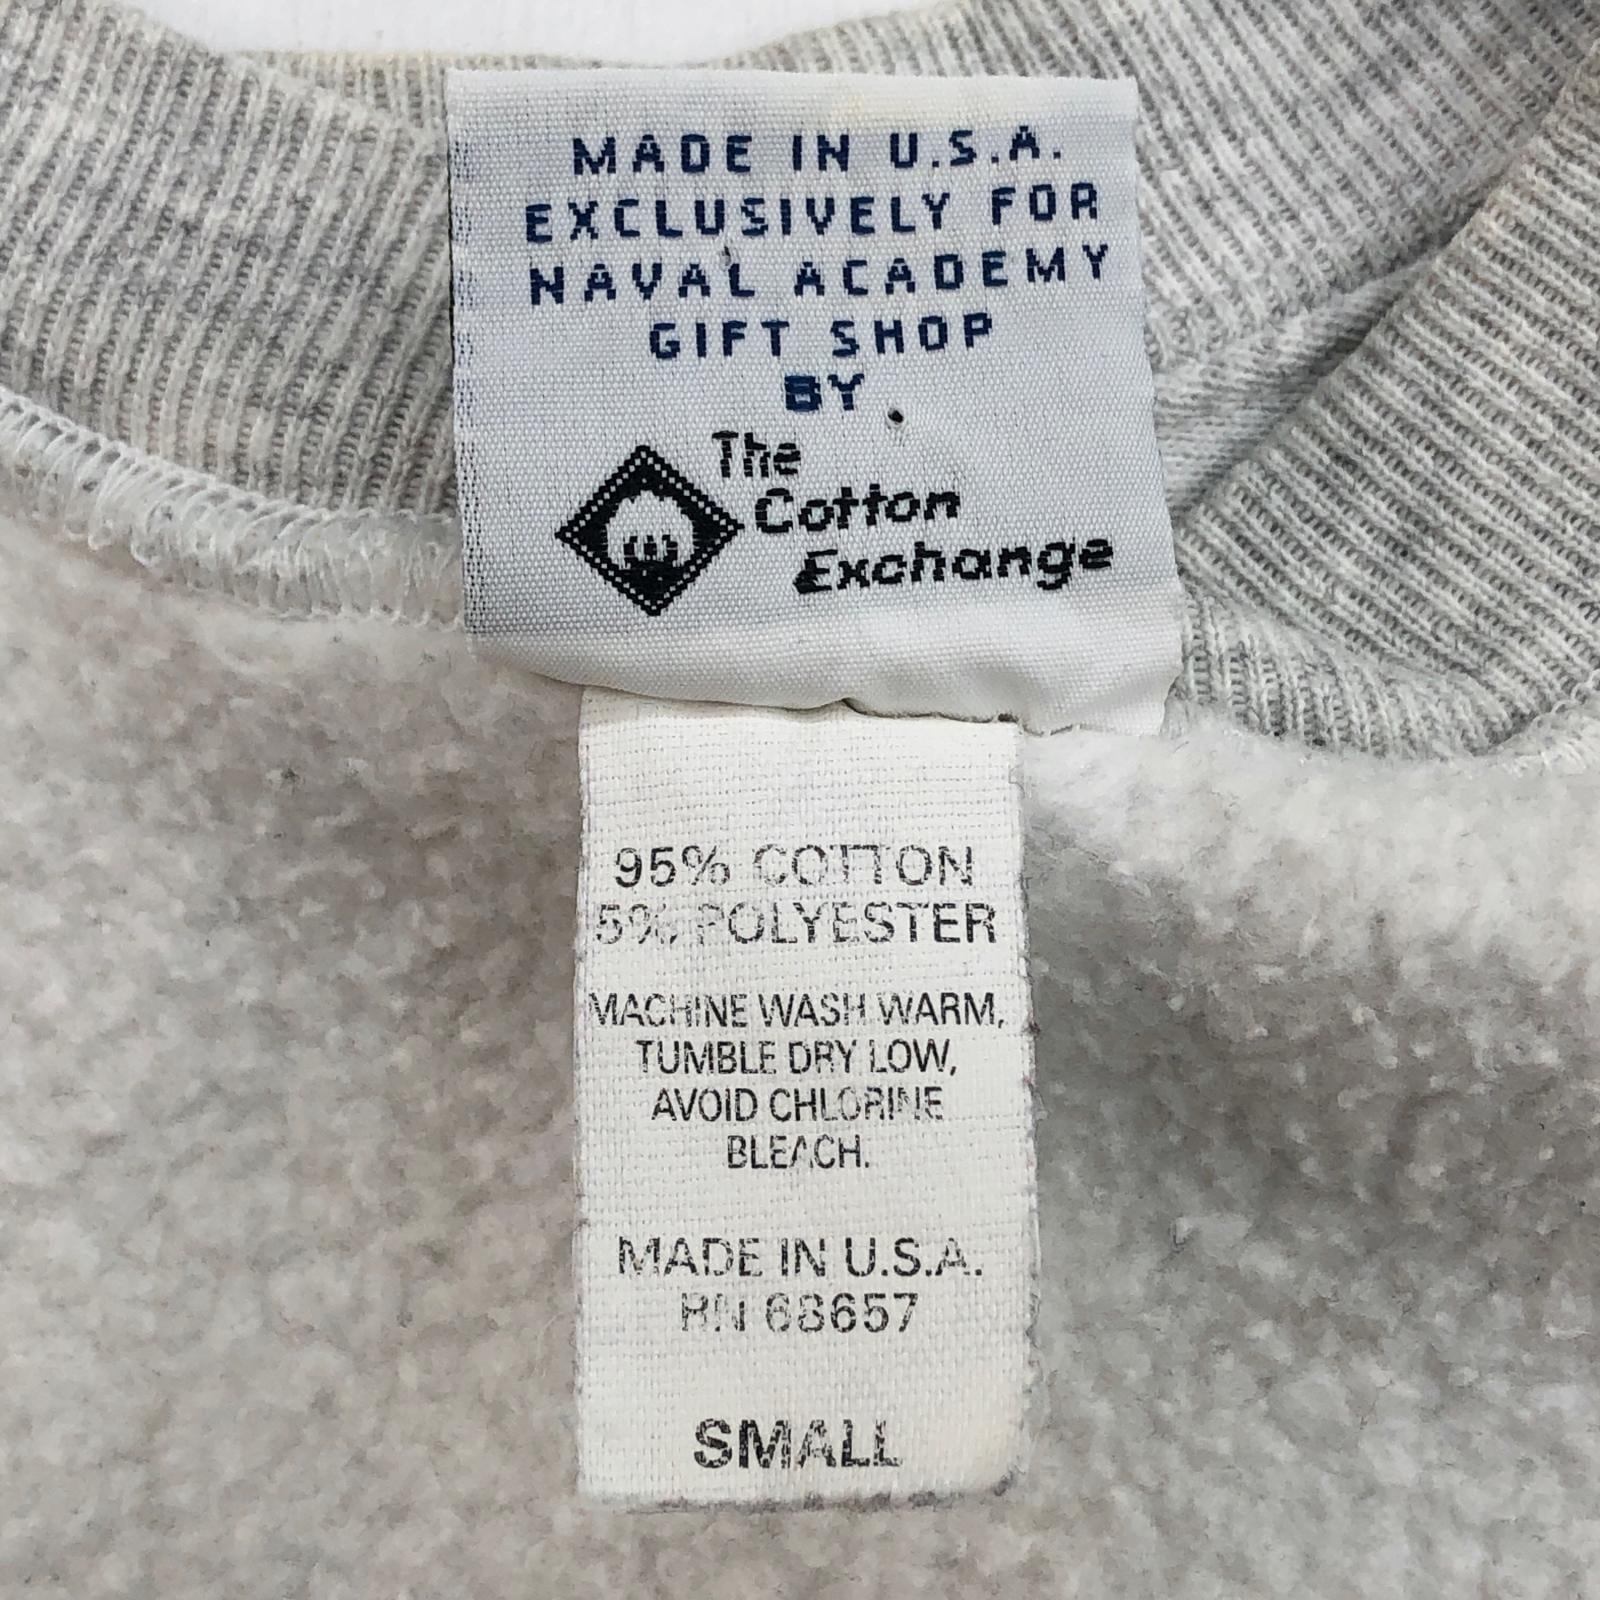 MADE IN U.S.A.
EXCLUSIVELY FOR
NAVAL ACADEMY
GIFT SHOP
BY
The
Cotton
Exchange
95% COTTON
5% POLYESTER
MACHINE WASH WARM,
TUMBLE DRY LOW,
AVOID CHLORINE
BLEACH.
MADE IN U.S.A.
RN 68657
SMALL